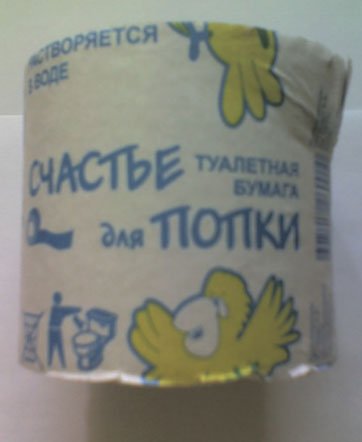 РАСТВОРЯЕТСЯ
В ВОДЕ
СЧАСТЬЕ
ТУАЛЕТНАЯ
БУМАГА
для ПОПКИ